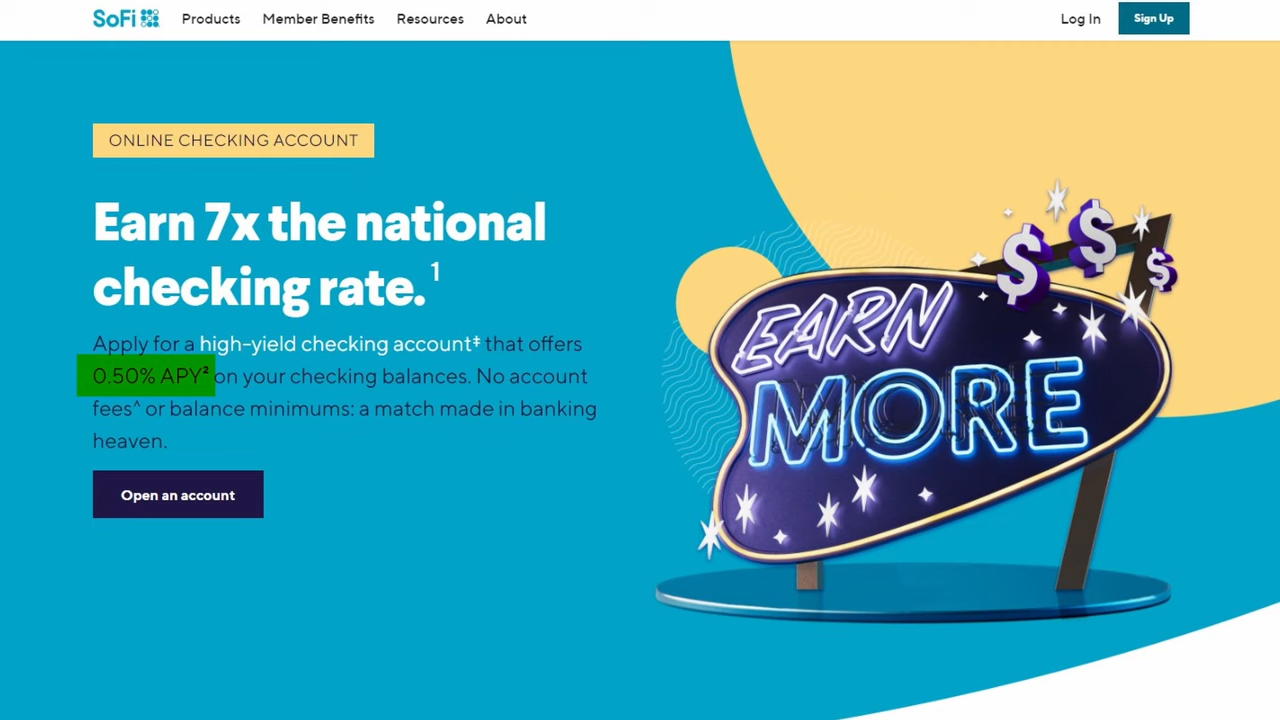 SoFi
Products
Member Benefits
Resources
About
Log In
Sign Up
ONLINE CHECKING ACCOUNT
Earn 7x the national
checking rate.¹
Apply for a high-yield checking account‡ that offers
0.50% APY² on your checking balances. No account
fees^ or balance minimums: a match made in banking
heaven.
Open an account
EARN
MORE
$ $ $